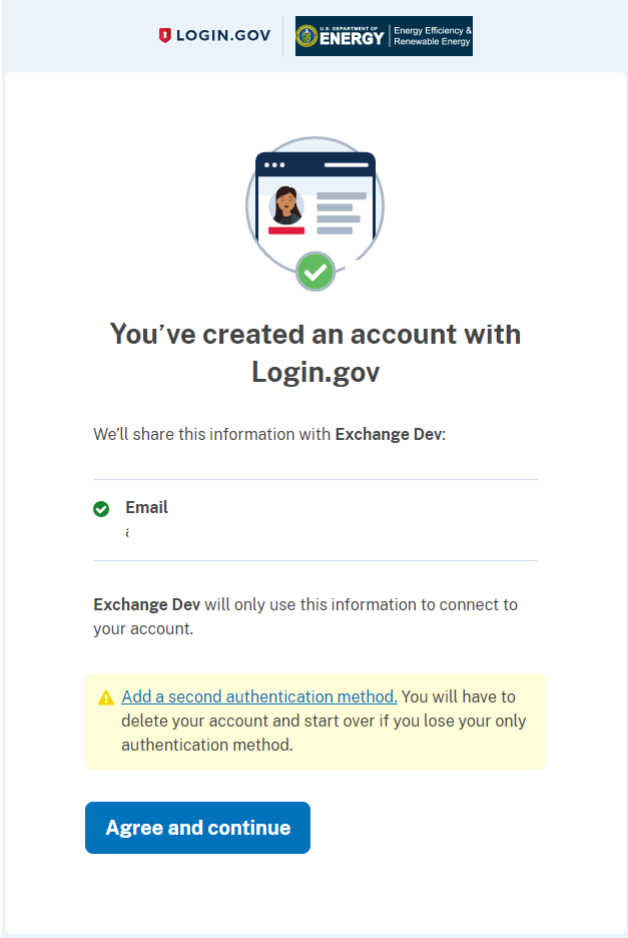 LOGIN.GOV
U.S. DEPARTMENT OF
ENERGY
Energy Efficiency &
Renewable Energy
You’ve created an account with
Login.gov
We'll share this information with Exchange Dev:
Email
Exchange Dev will only use this information to connect to
your account.
Add a second authentication method. You will have to
delete your account and start over if you lose your only
authentication method.
Agree and continue